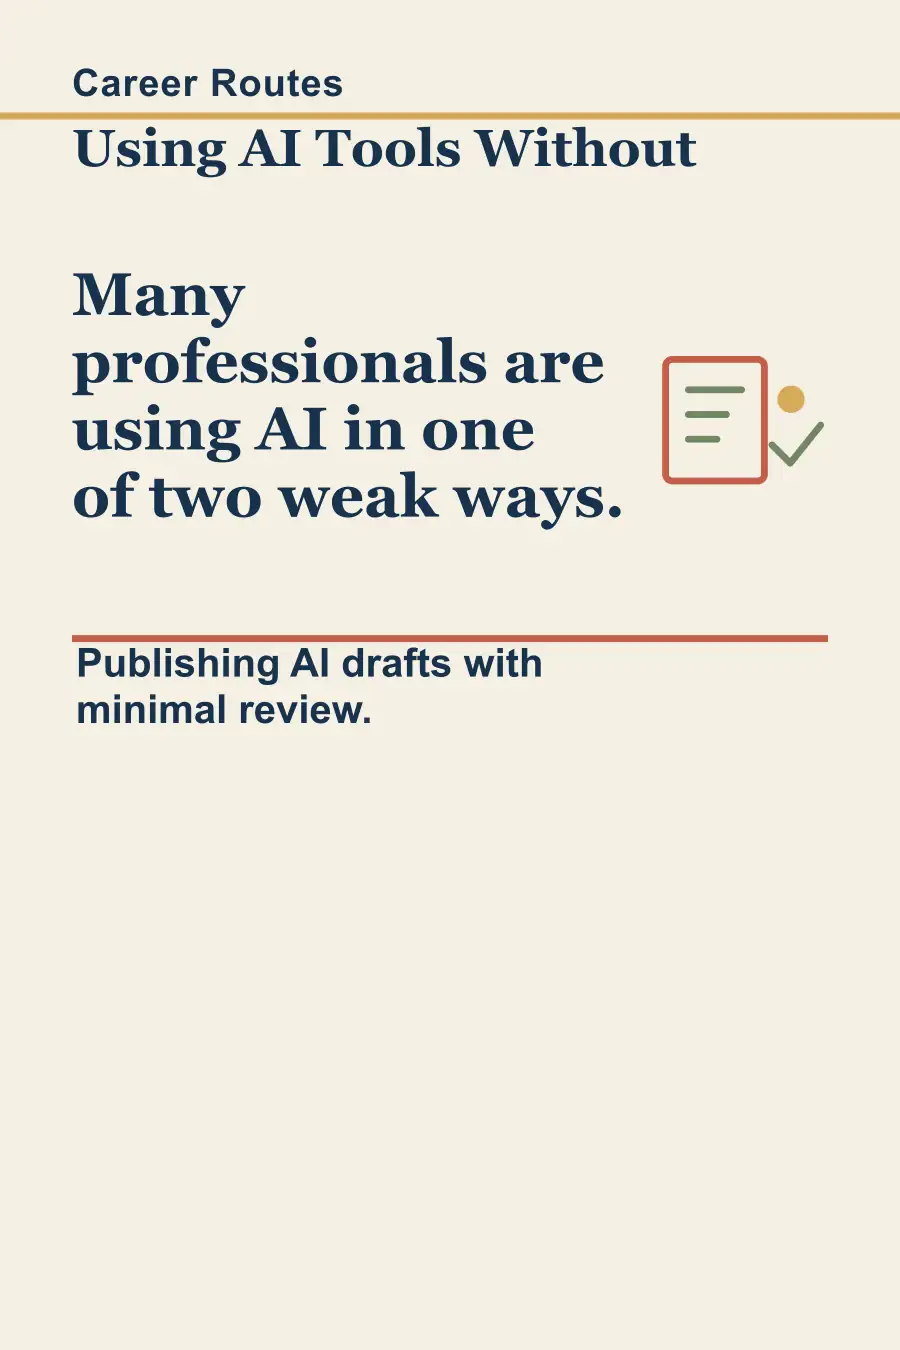 Career Routes
Using AI Tools Without
Many
professionals are
using AI in one
of two weak ways.
Publishing AI drafts with
minimal review.